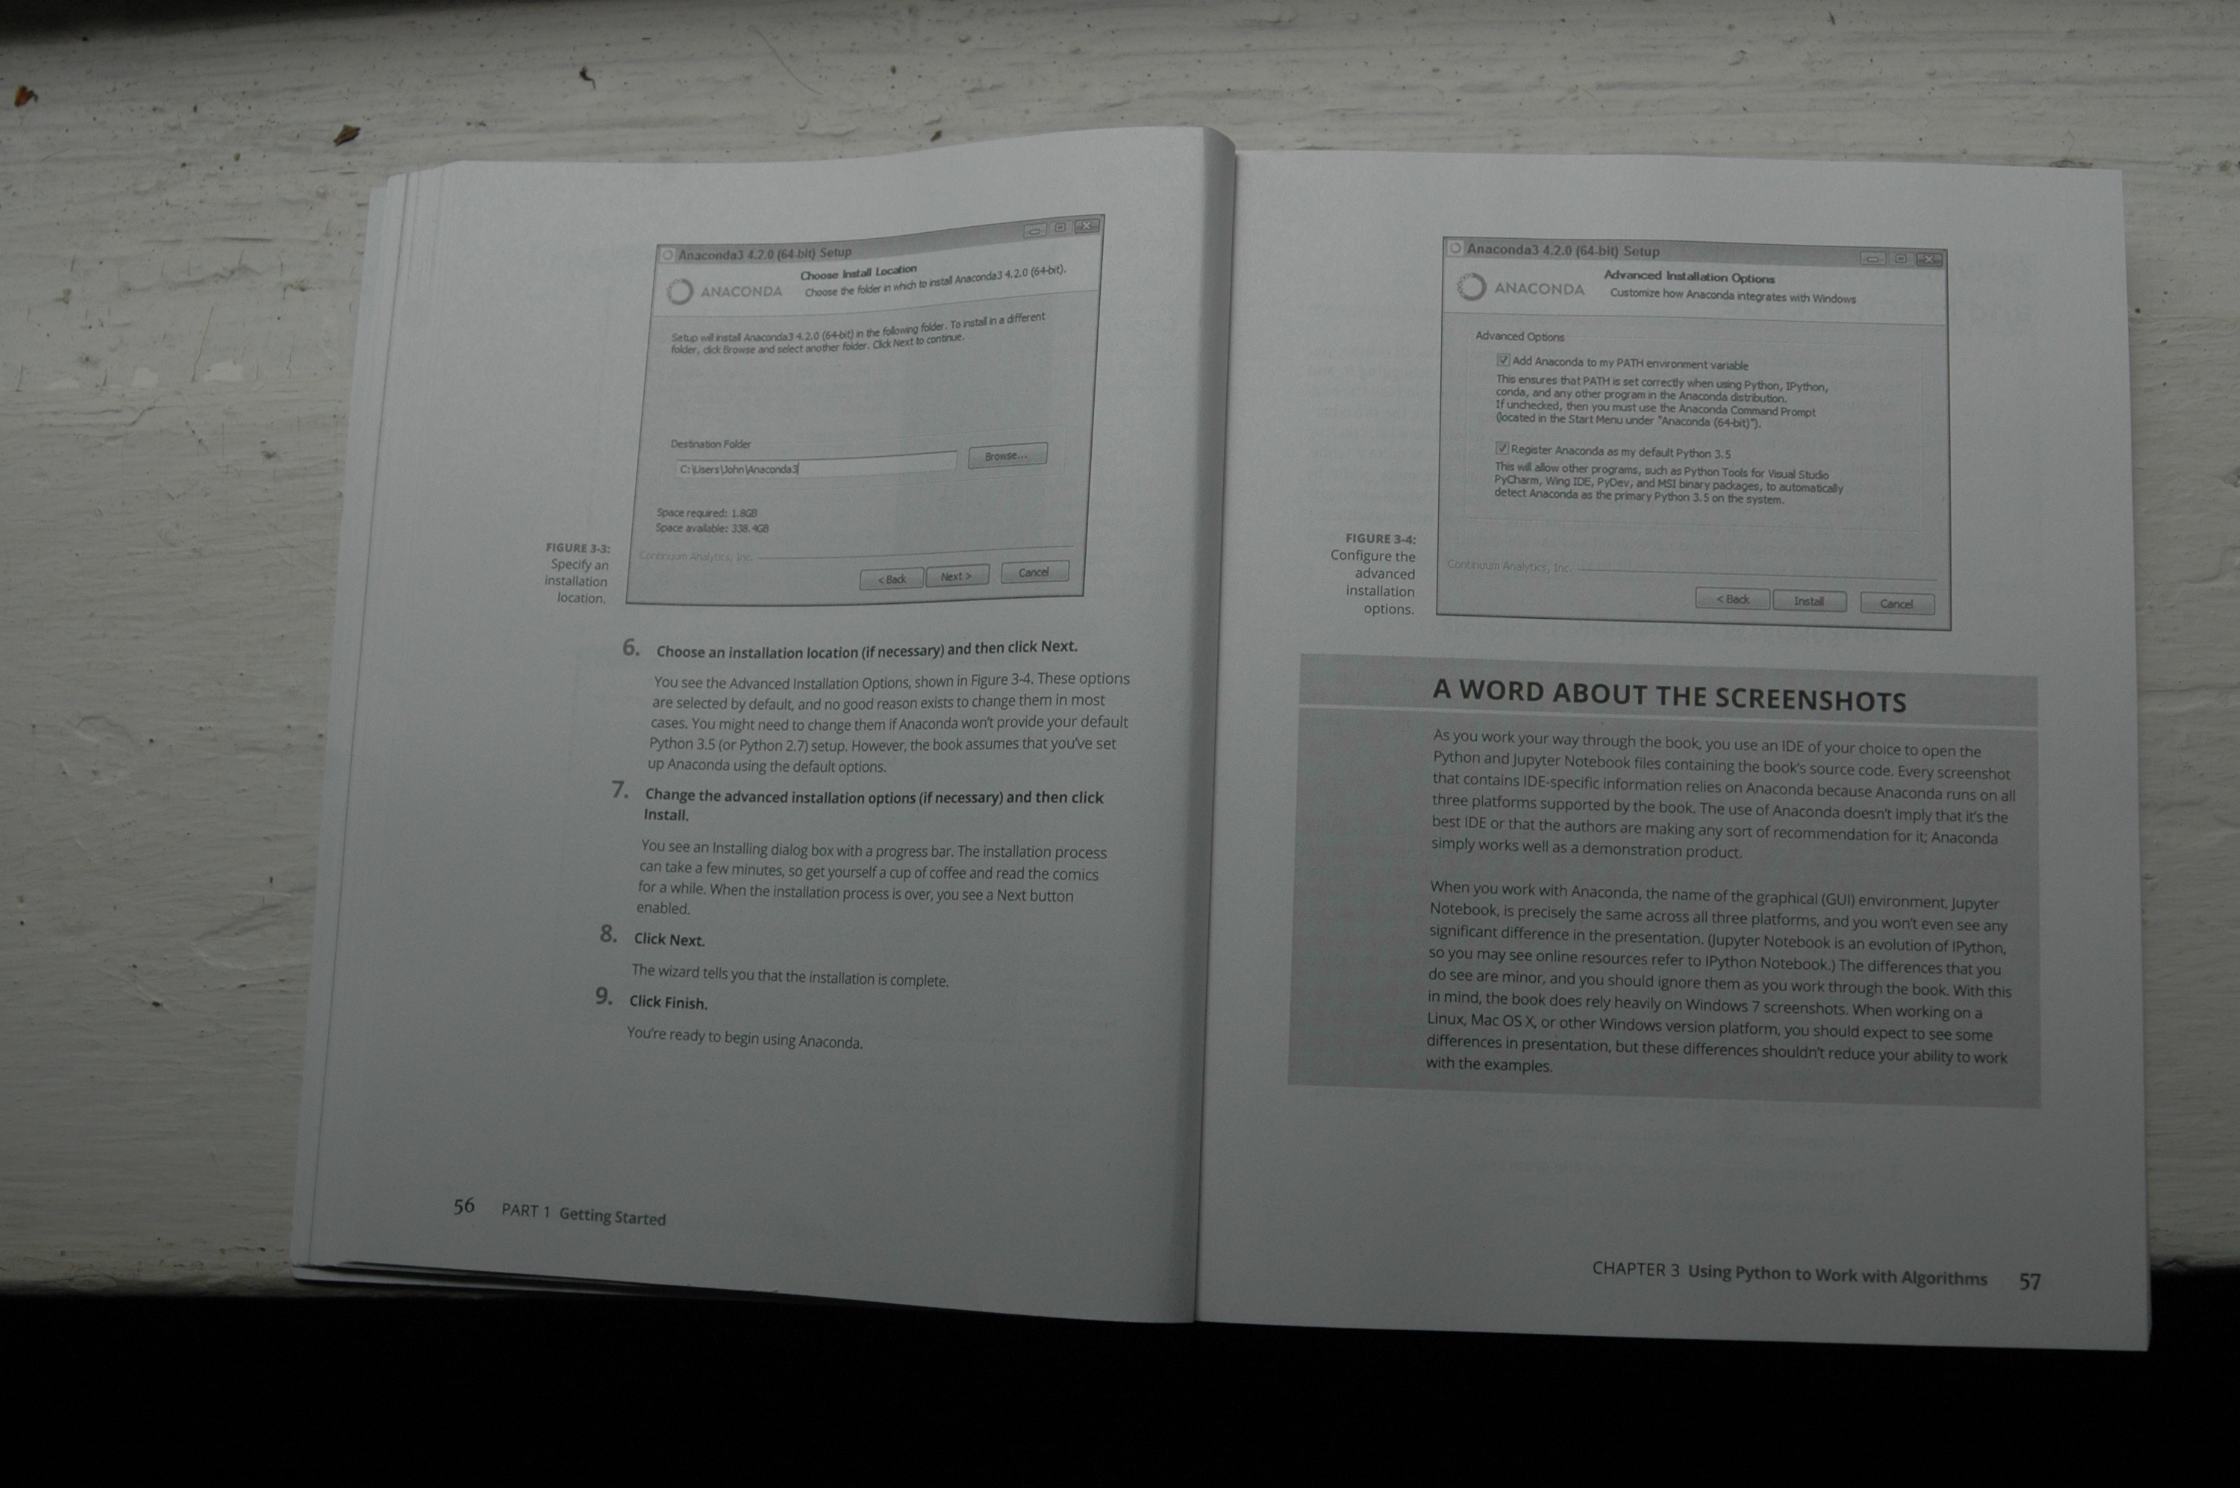 Anaconda3 4.2.0 (64-bit) Setup
ANACONDA
Choose Install Location
Choose the folder in which to install Anaconda3 4.2.0 (64-bit).
Setup will install Anaconda3 4.2.0 (64-bit) in the following folder. To install in a different
folder, click Browse and select another folder. Click Next to continue.
Destination Folder
C:\Users\John\Anaconda3
Browse...
Space required: 1.8GB
Space available: 338.4GB
Continuum Analytics, Inc.
< Back
Next >
Cancel
FIGURE 3-3:
Specify an
installation
location.
6. Choose an installation location (if necessary) and then click Next.
You see the Advanced Installation Options, shown in Figure 3-4. These options
are selected by default, and no good reason exists to change them in most
cases. You might need to change them if Anaconda won't provide your default
Python 3.5 (or Python 2.7) setup. However, the book assumes that you've set
up Anaconda using the default options.
7. Change the advanced installation options (if necessary) and then click
Install.
You see an Installing dialog box with a progress bar. The installation process
can take a few minutes, so get yourself a cup of coffee and read the comics
for a while. When the installation process is over, you see a Next button
enabled.
8. Click Next.
The wizard tells you that the installation is complete.
9. Click Finish.
You're ready to begin using Anaconda.
56 PART 1 Getting Started
Anaconda3 4.2.0 (64-bit) Setup
ANACONDA
Advanced Installation Options
Customize how Anaconda integrates with Windows
Advanced Options
Add Anaconda to my PATH environment variable
This ensures that PATH is set correctly when using Python, IPython,
conda, and any other program in the Anaconda distribution.
If unchecked, then you must use the Anaconda Command Prompt
(located in the Start Menu under "Anaconda (64-bit)").
Register Anaconda as my default Python 3.5
This will allow other programs, such as Python Tools for Visual Studio
PyCharm, Wing IDE, PyDev, and MSI binary packages, to automatically
detect Anaconda as the primary Python 3.5 on the system.
Continuum Analytics, Inc.
< Back
Install
Cancel
FIGURE 3-4:
Configure the
advanced
installation
options.
A WORD ABOUT THE SCREENSHOTS
As you work your way through the book, you use an IDE of your choice to open the
Python and Jupyter Notebook files containing the book's source code. Every screenshot
that contains IDE-specific information relies on Anaconda because Anaconda runs on all
three platforms supported by the book. The use of Anaconda doesn't imply that it's the
best IDE or that the authors are making any sort of recommendation for it; Anaconda
simply works well as a demonstration product.
When you work with Anaconda, the name of the graphical (GUI) environment, Jupyter
Notebook, is precisely the same across all three platforms, and you won't even see any
significant difference in the presentation. (Jupyter Notebook is an evolution of IPython,
so you may see online resources refer to IPython Notebook.) The differences that you
do see are minor, and you should ignore them as you work through the book. With this
in mind, the book does rely heavily on Windows 7 screenshots. When working on a
Linux, Mac OS X, or other Windows version platform, you should expect to see some
differences in presentation, but these differences shouldn't reduce your ability to work
with the examples.
CHAPTER 3 Using Python to Work with Algorithms 57